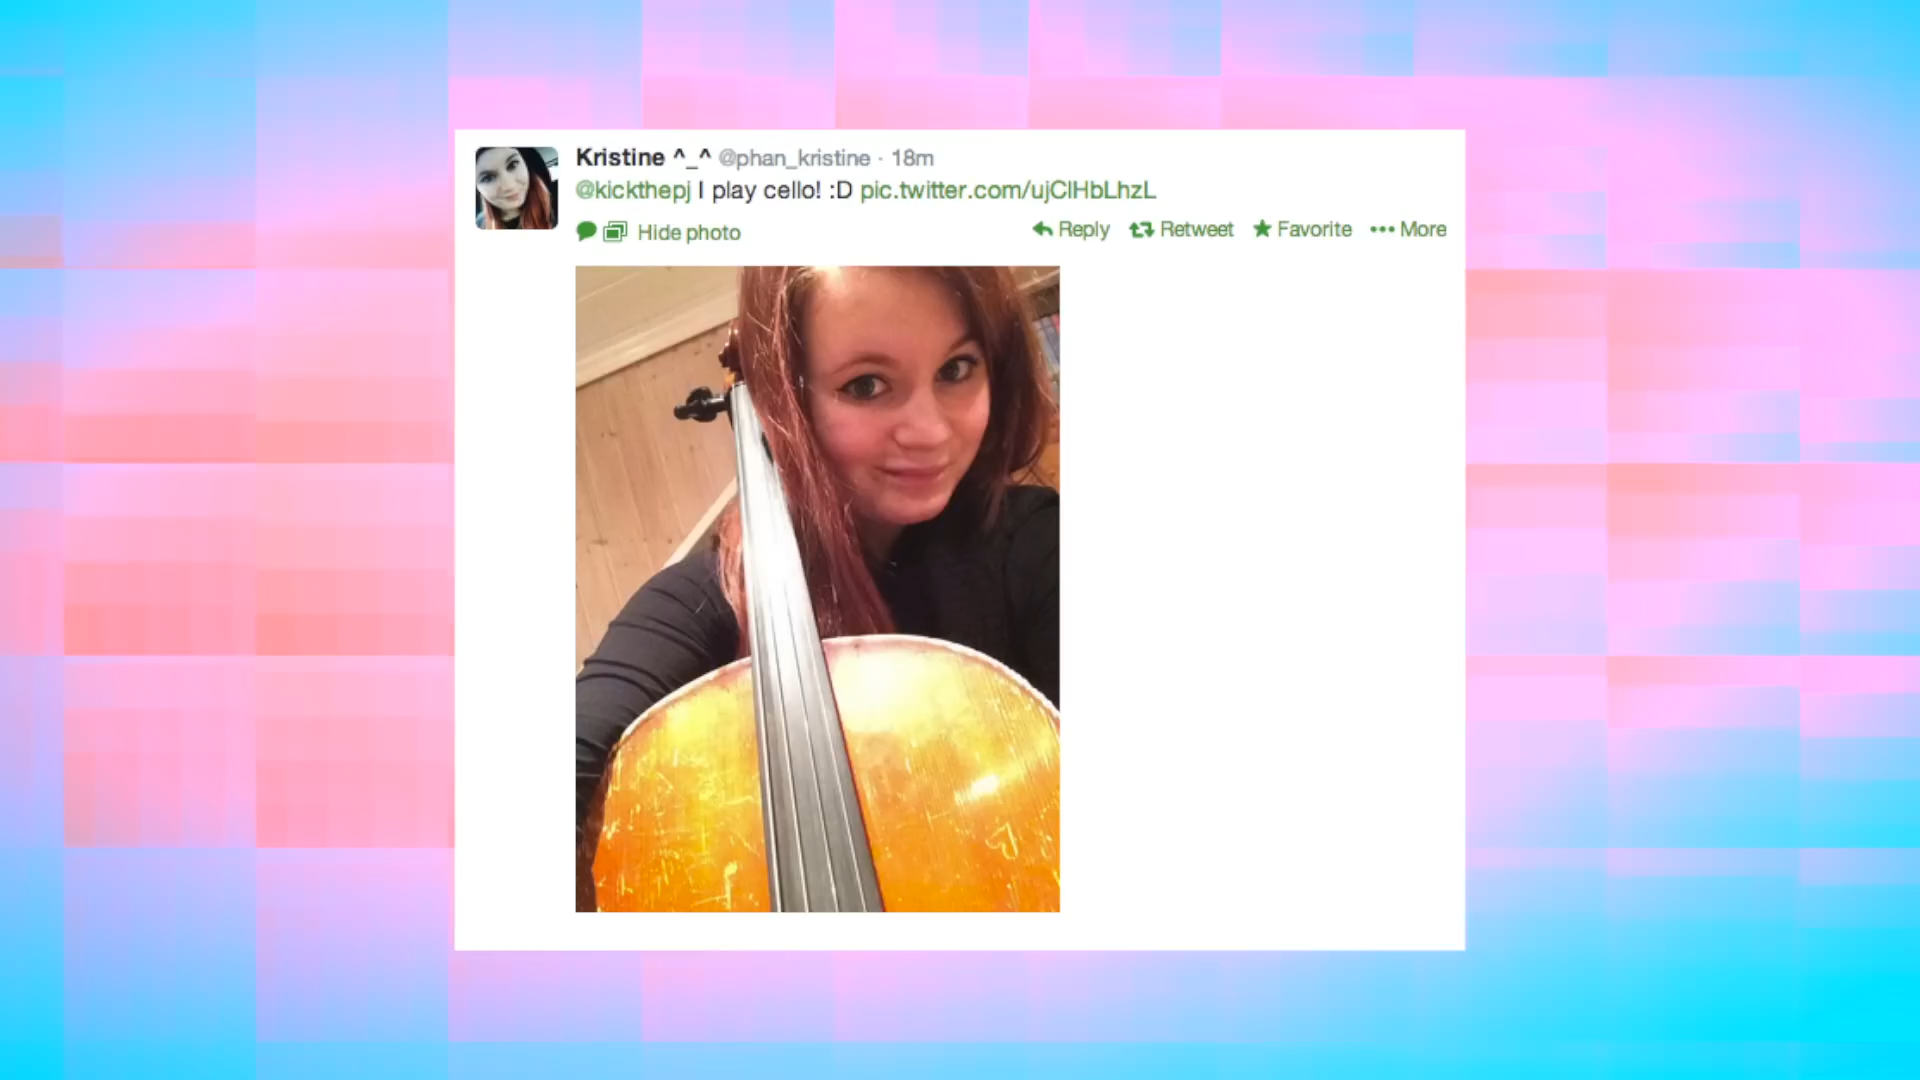 Kristine ^_^ @phan_kristine · 18m
@kickthepj I play cello! :D pic.twitter.com/ujClHbLhzL
Hide photo Reply Retweet Favorite More